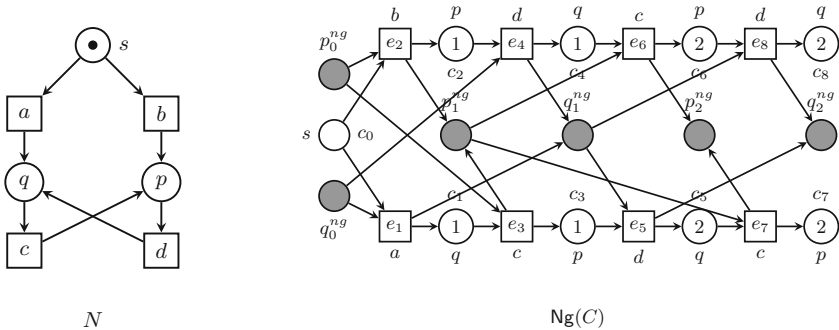 s
a b
q p
c d
N
b p d q c p d q
p_0^{ng} e_2 1 e_4 1 e_6 2 e_8 2
c_2 c_4 c_6 c_8
p_1^{ng} q_1^{ng} p_2^{ng} q_2^{ng}
s c_0
c_1 c_3 c_5 c_7
q_0^{ng} e_1 1 e_3 1 e_5 2 e_7 2
a q c p d q c p
Ng(C)